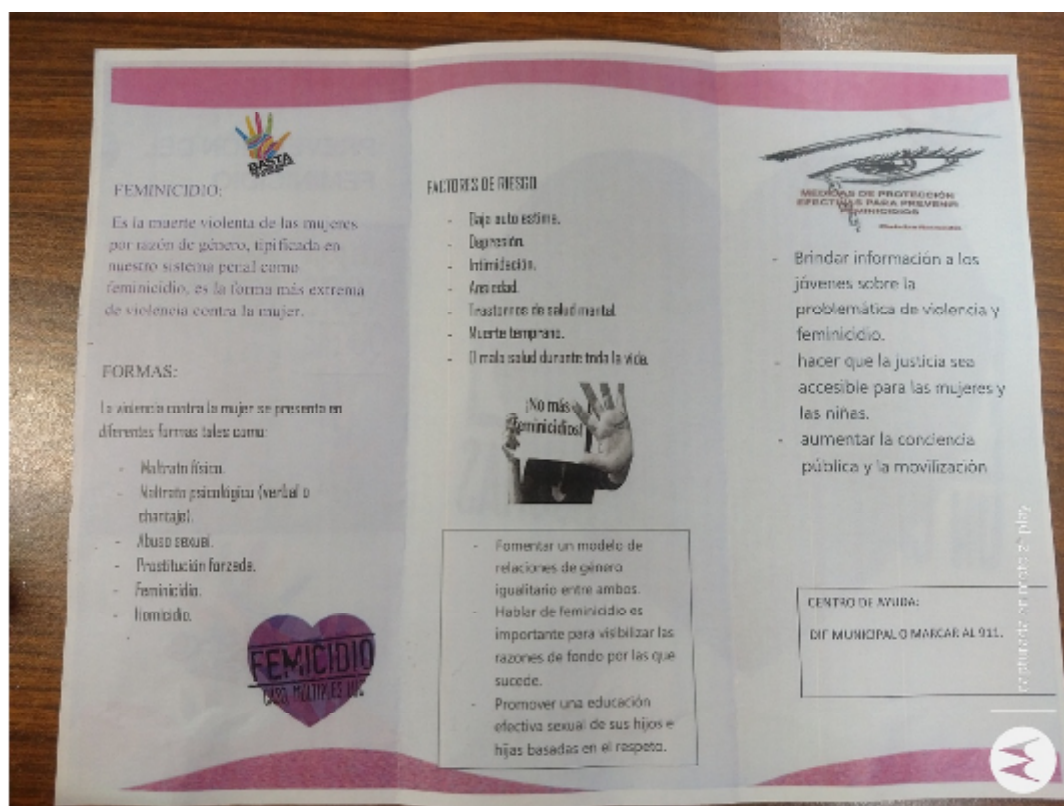 BASTA
FEMINICIDIO:
Es la muerte violenta de las mujeres
por razón de género, tipificada en
nuestro sistema penal como
feminicidio, es la forma más extrema
de violencia contra la mujer.
FORMAS:
La violencia contra la mujer se presenta en
diferentes formas tales como:
- Maltrato físico.
- Maltrato psicológico (verbal o
chantaje).
- Abuso sexual.
- Prostitución forzada.
- Feminicidio.
- Homicidio.
FEMICIDIO
FACTORES DE RIESGO
- Baja auto estima.
- Depresión.
- Intimidación.
- Ansiedad.
- Trastornos de salud mental.
- Muerte temprana.
- O mala salud durante toda la vida.
¡No más
feminicidios!
- Fomentar un modelo de
relaciones de género
igualitario entre ambos.
- Hablar de feminicidio es
importante para visibilizar las
razones de fondo por las que
sucede.
- Promover una educación
efectiva sexual de sus hijos e
hijas basadas en el respeto.
MEDIDAS DE PROTECCIÓN
EFECTIVAS PARA PREVENIR
FEMINICIDIOS
- Brindar información a los
jóvenes sobre la
problemática de violencia y
feminicidio.
- hacer que la justicia sea
accesible para las mujeres y
las niñas.
- aumentar la conciencia
pública y la movilización
CENTRO DE AYUDA:
DIF MUNICIPAL O MARCAR AL 911.